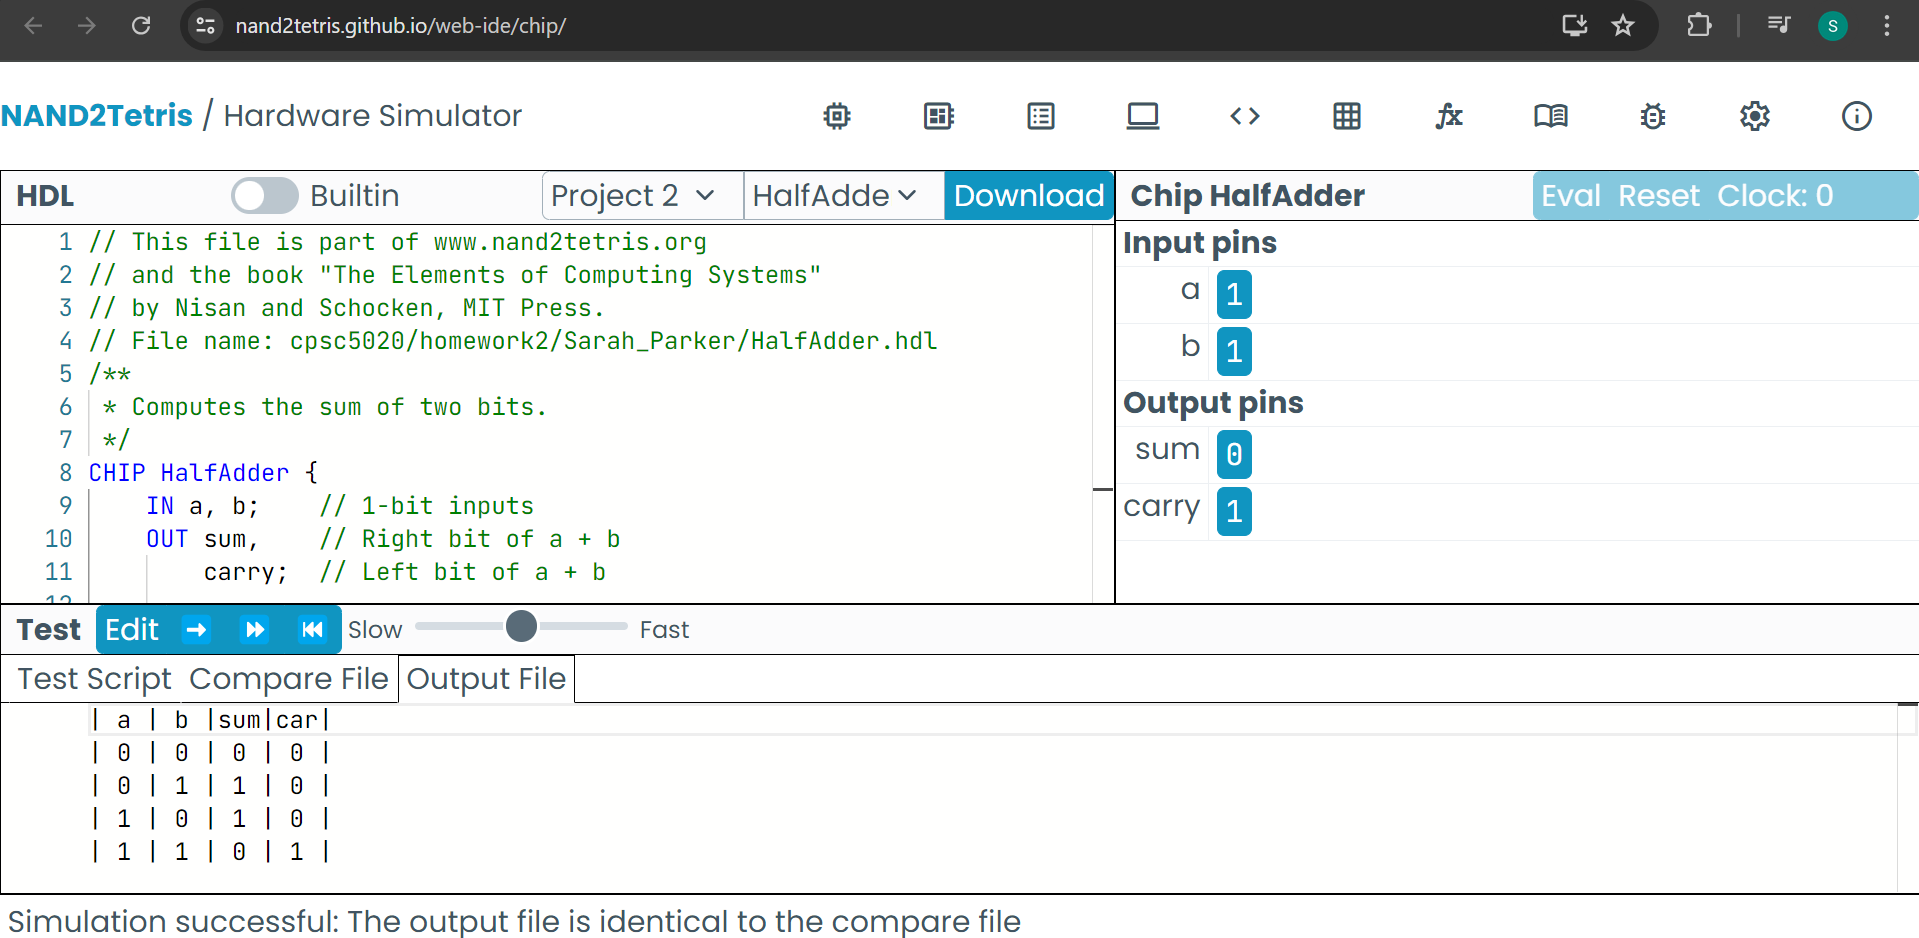 nand2tetris.github.io/web-ide/chip/
S
NAND2Tetris / Hardware Simulator
HDL Builtin Project 2 HalfAdde Download
1 // This file is part of www.nand2tetris.org
2 // and the book "The Elements of Computing Systems"
3 // by Nisan and Schocken, MIT Press.
4 // File name: cpsc5020/homework2/Sarah_Parker/HalfAdder.hdl
5 /**
6 * Computes the sum of two bits.
7 */
8 CHIP HalfAdder {
9 IN a, b; // 1-bit inputs
10 OUT sum, // Right bit of a + b
11 carry; // Left bit of a + b
12
Chip HalfAdder Eval Reset Clock: 0
Input pins
a 1
b 1
Output pins
sum 0
carry 1
Test Edit Slow Fast
Test Script Compare File Output File
| a | b |sum|car|
| 0 | 0 | 0 | 0 |
| 0 | 1 | 1 | 0 |
| 1 | 0 | 1 | 0 |
| 1 | 1 | 0 | 1 |
Simulation successful: The output file is identical to the compare file